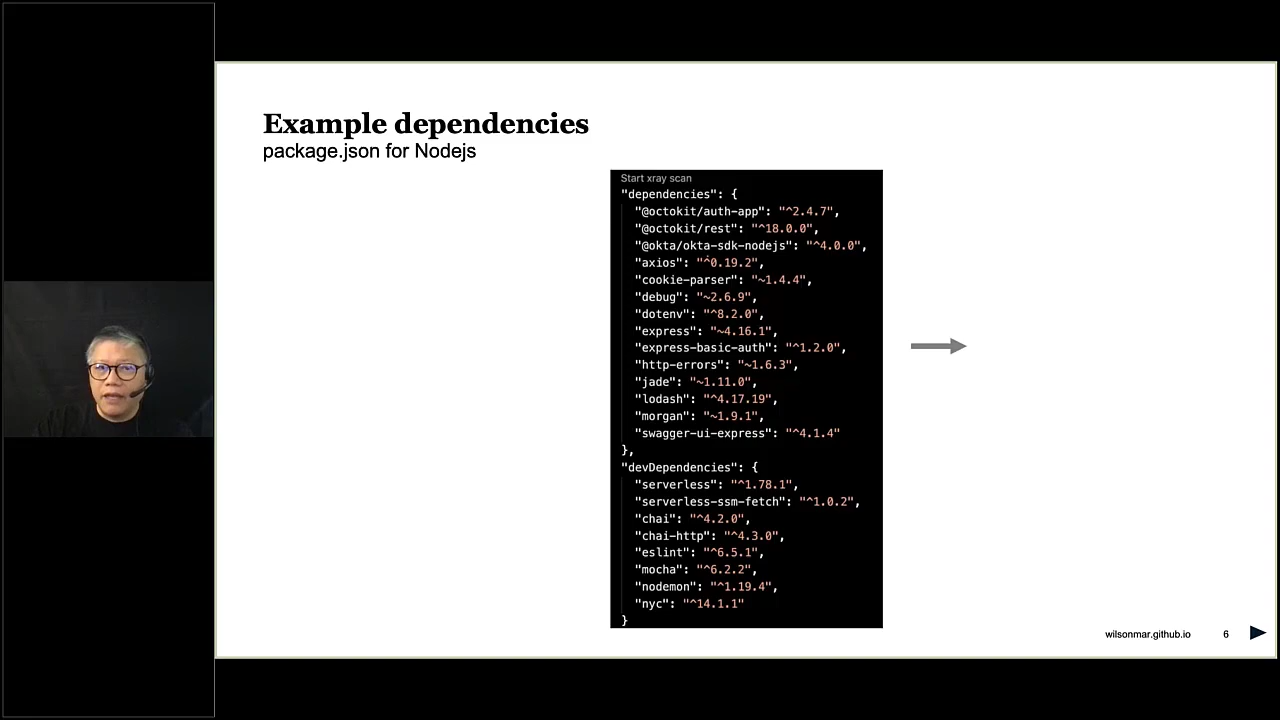 Example dependencies
package.json for Nodejs
Start xray scan
"dependencies": {
"@octokit/auth-app": "^2.4.7",
"@octokit/rest": "^18.0.0",
"@okta/okta-sdk-nodejs": "^4.0.0",
"axios": "^0.19.2",
"cookie-parser": "~1.4.4",
"debug": "~2.6.9",
"dotenv": "^8.2.0",
"express": "~4.16.1",
"express-basic-auth": "^1.2.0",
"http-errors": "~1.6.3",
"jade": "~1.11.0",
"lodash": "^4.17.19",
"morgan": "~1.9.1",
"swagger-ui-express": "^4.1.4"
},
"devDependencies": {
"serverless": "^1.78.1",
"serverless-ssm-fetch": "^1.0.2",
"chai": "^4.2.0",
"chai-http": "^4.3.0",
"eslint": "^6.5.1",
"mocha": "^6.2.2",
"nodemon": "^1.19.4",
"nyc": "^14.1.1"
}
wilsonmar.github.io 6